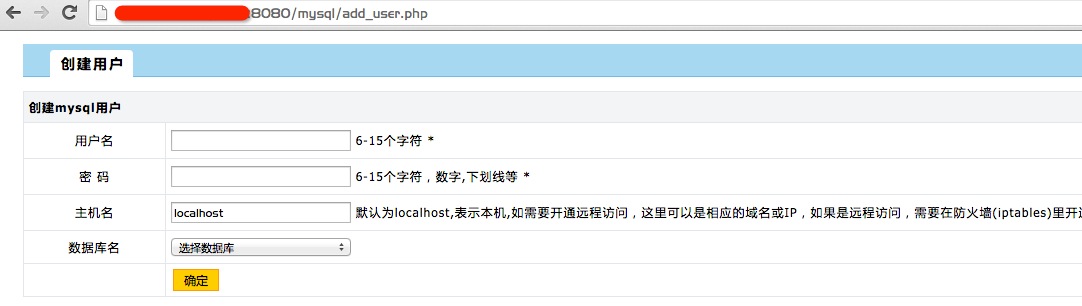 :8080/mysql/add_user.php
创建用户
创建mysql用户
用户名 6-15个字符 *
密 码 6-15个字符，数字,下划线等 *
主机名 localhost 默认为localhost,表示本机,如需要开通远程访问，这里可以是相应的域名或IP，如果是远程访问，需要在防火墙(iptables)里开
数据库名 选择数据库
确定